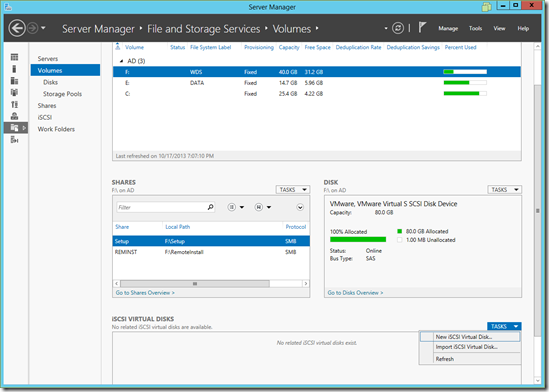 Server Manager
Server Manager ▸ File and Storage Services ▸ Volumes ▸
Manage Tools View Help
Servers
Volumes
Disks
Storage Pools
Shares
iSCSI
Work Folders
Volume Status File System Label Provisioning Capacity Free Space Deduplication Rate Deduplication Savings Percent Used
AD (3)
F: WDS Fixed 40.0 GB 31.2 GB
E: DATA Fixed 14.7 GB 5.96 GB
C: Fixed 25.4 GB 4.22 GB
Last refreshed on 10/17/2013 7:07:10 PM
SHARES
F:\ on AD
TASKS
Filter
Share Local Path Protocol
Setup F:\Setup SMB
REMINST F:\RemoteInstall SMB
Go to Shares Overview >
DISK
F:\ on AD
TASKS
VMware, VMware Virtual S SCSI Disk Device
Capacity: 80.0 GB
100% Allocated
80.0 GB Allocated
1.00 MB Unallocated
Status: Online
Bus Type: SAS
Go to Disks Overview >
iSCSI VIRTUAL DISKS
No related iSCSI virtual disks are available.
TASKS
No related iSCSI virtual disks exist.
New iSCSI Virtual Disk...
Import iSCSI Virtual Disk...
Refresh